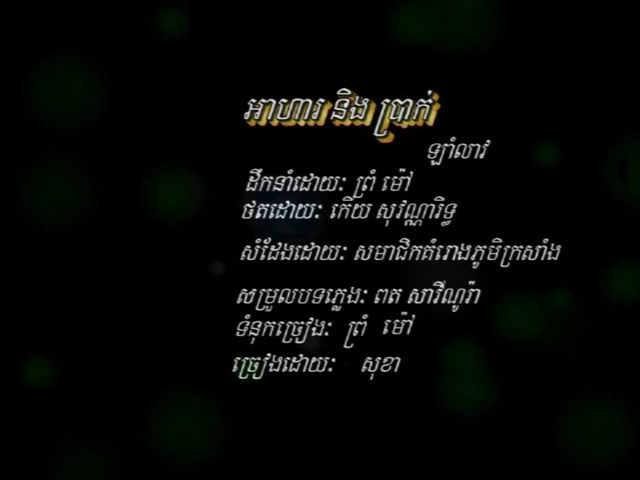 អាហារ និង ប្រាក់
ឡាំលាវ
ដឹកនាំដោយ: ព្រំ ម៉ៅ
ថតដោយ: កើយ សុវណ្ណារិទ្ធ
សំដែងដោយ: សមាជិកគំរោងភូមិក្រសាំង
សម្រួលបទភ្លេង: ពត សាវីណូរ៉ា
ទំនុកច្រៀង: ព្រំ ម៉ៅ
ច្រៀងដោយ: សុខា